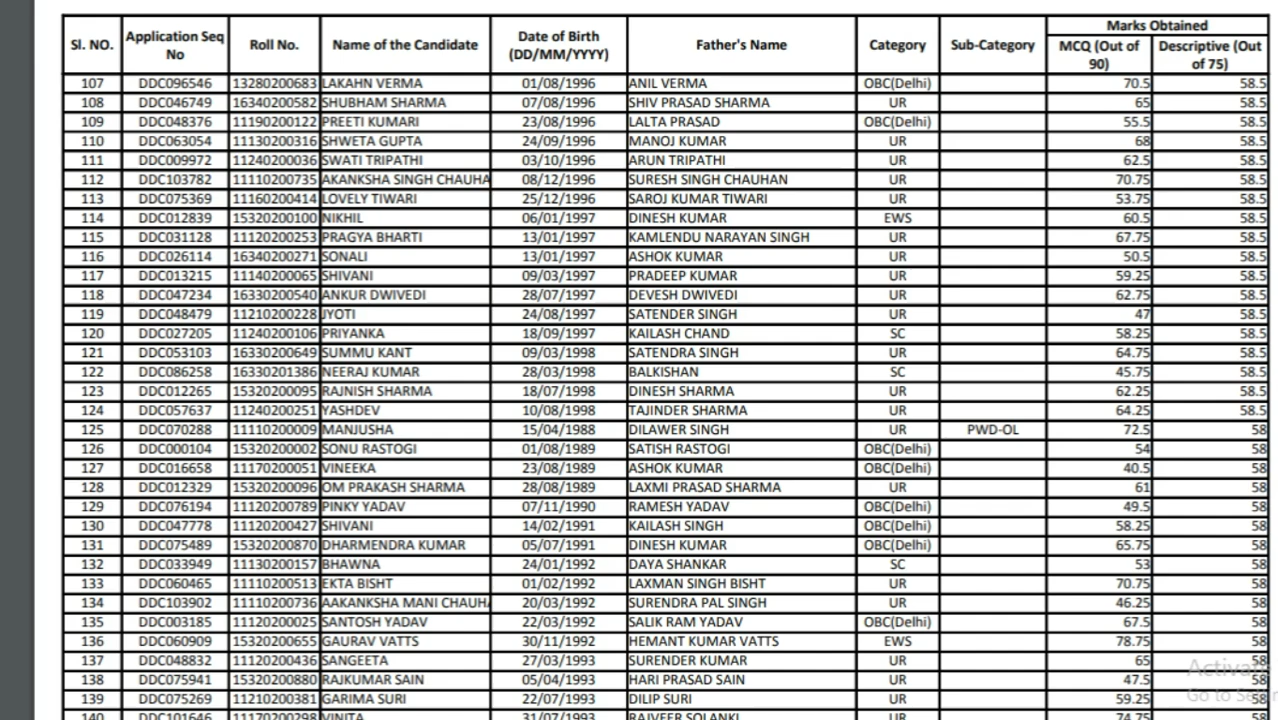 Sl. NO. Application Seq No Roll No. Name of the Candidate Date of Birth (DD/MM/YYYY) Father's Name Category Sub-Category Marks Obtained
MCQ (Out of 90) Descriptive (Out of 75)
107 DDC096546 13280200683 LAKAHN VERMA 01/08/1996 ANIL VERMA OBC(Delhi) 70.5 58.5
108 DDC046749 16340200582 SHUBHAM SHARMA 07/08/1996 SHIV PRASAD SHARMA UR 65 58.5
109 DDC048376 11190200122 PREETI KUMARI 23/08/1996 LALTA PRASAD OBC(Delhi) 55.5 58.5
110 DDC063054 11130200316 SHWETA GUPTA 24/09/1996 MANOJ KUMAR UR 68 58.5
111 DDC009972 11240200036 SWATI TRIPATHI 03/10/1996 ARUN TRIPATHI UR 62.5 58.5
112 DDC103782 11110200735 AKANKSHA SINGH CHAUHA 08/12/1996 SURESH SINGH CHAUHAN UR 70.75 58.5
113 DDC075369 11160200414 LOVELY TIWARI 25/12/1996 SAROJ KUMAR TIWARI UR 53.75 58.5
114 DDC012839 15320200100 NIKHIL 06/01/1997 DINESH KUMAR EWS 60.5 58.5
115 DDC031128 11120200253 PRAGYA BHARTI 13/01/1997 KAMLENDU NARAYAN SINGH UR 67.75 58.5
116 DDC026114 16340200271 SONALI 13/01/1997 ASHOK KUMAR UR 50.5 58.5
117 DDC013215 11140200065 SHIVANI 09/03/1997 PRADEEP KUMAR UR 59.25 58.5
118 DDC047234 16330200540 ANKUR DWIVEDI 28/07/1997 DEVESH DWIVEDI UR 62.75 58.5
119 DDC048479 11210200228 JYOTI 24/08/1997 SATENDER SINGH UR 47 58.5
120 DDC027205 11240200106 PRIYANKA 18/09/1997 KAILASH CHAND SC 58.25 58.5
121 DDC053103 16330200649 SUMMU KANT 09/03/1998 SATENDRA SINGH UR 64.75 58.5
122 DDC086258 16330201386 NEERAJ KUMAR 28/03/1998 BALKISHAN SC 45.75 58.5
123 DDC012265 15320200095 RAJNISH SHARMA 18/07/1998 DINESH SHARMA UR 62.25 58.5
124 DDC057637 11240200251 YASHDEV 10/08/1998 TAJINDER SHARMA UR 64.25 58.5
125 DDC070288 11110200009 MANJUSHA 15/04/1988 DILAWER SINGH UR PWD-OL 72.5 58
126 DDC000104 15320200002 SONU RASTOGI 01/08/1989 SATISH RASTOGI OBC(Delhi) 54 58
127 DDC016658 11170200051 VINEEKA 23/08/1989 ASHOK KUMAR OBC(Delhi) 40.5 58
128 DDC012329 15320200096 OM PRAKASH SHARMA 28/08/1989 LAXMI PRASAD SHARMA UR 61 58
129 DDC076194 11120200789 PINKY YADAV 07/11/1990 RAMESH YADAV OBC(Delhi) 49.5 58
130 DDC047778 11120200427 SHIVANI 14/02/1991 KAILASH SINGH OBC(Delhi) 58.25 58
131 DDC075489 15320200870 DHARMENDRA KUMAR 05/07/1991 DINESH KUMAR OBC(Delhi) 65.75 58
132 DDC033949 11130200157 BHAWNA 24/01/1992 DAYA SHANKAR SC 53 58
133 DDC060465 11110200513 EKTA BISHT 01/02/1992 LAXMAN SINGH BISHT UR 70.75 58
134 DDC103902 11110200736 AAKANKSHA MANI CHAUHA 20/03/1992 SURENDRA PAL SINGH UR 46.25 58
135 DDC003185 11120200025 SANTOSH YADAV 22/03/1992 SALIK RAM YADAV OBC(Delhi) 67.5 58
136 DDC060909 15320200655 GAURAV VATTS 30/11/1992 HEMANT KUMAR VATTS EWS 78.75 58
137 DDC048832 11120200436 SANGEETA 27/03/1993 SURENDER KUMAR UR 65 58
138 DDC075941 15320200880 RAJKUMAR SAIN 05/04/1993 HARI PRASAD SAIN UR 47.5 58
139 DDC075269 11210200381 GARIMA SURI 22/07/1993 DILIP SURI UR 59.25 58
140 DDC101646 11170200298 VINITA 31/07/1993 RAJVEER SOLANKI UR 74.75 58
Activate
Go to Settin